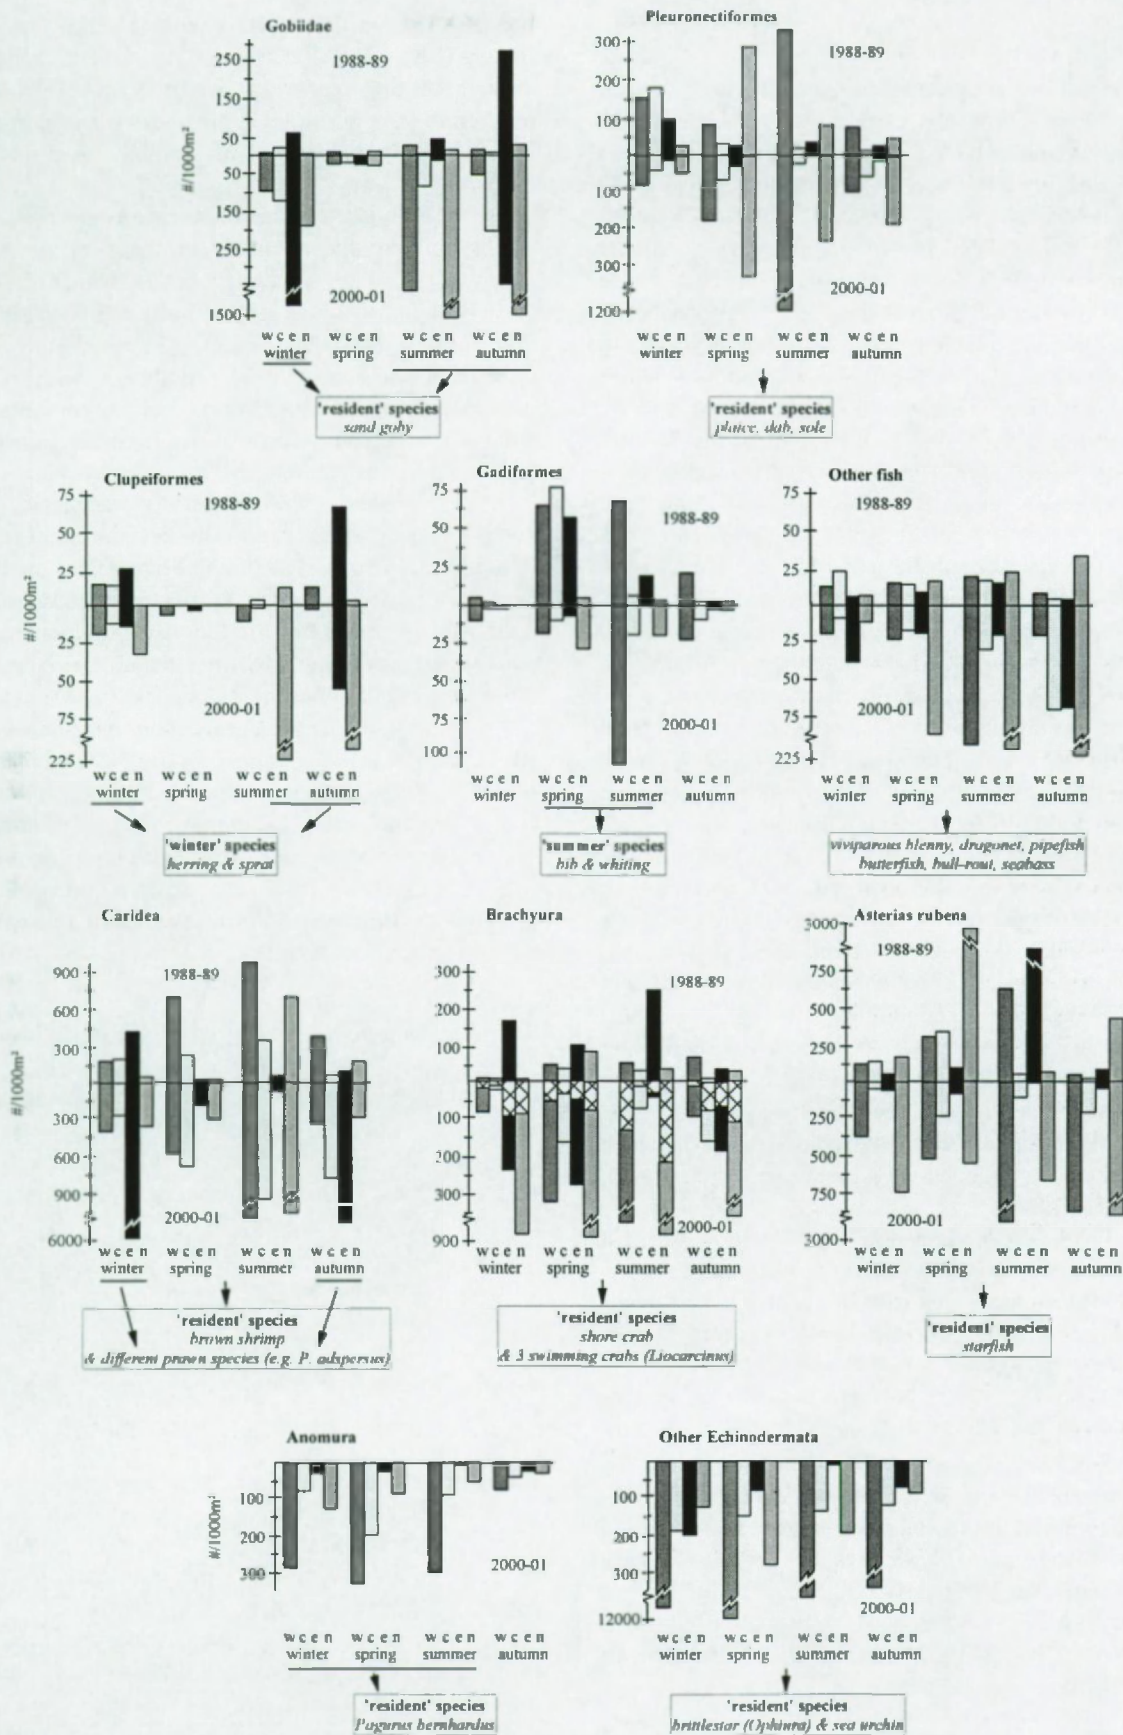 Gobiidae
Pleuronectiformes
1988-89
1988-89
#/1000m²
250
150
50
50
150
250
1500
300
200
100
100
200
300
1200
2000-01
2000-01
w c e n w c e n w c e n w c e n
winter spring summer autumn
w c e n w c e n w c e n w c e n
winter spring summer autumn
'resident' species
sand goby
'resident' species
plaice, dab, sole
Clupeiformes
Gadiformes
Other fish
1988-89
1988-89
1988-89
#/1000m²
75
50
25
25
50
75
225
75
50
25
25
50
75
100
75
50
25
25
50
75
225
2000-01
2000-01
2000-01
w c e n w c e n w c e n w c e n
winter spring summer autumn
w c e n w c e n w c e n w c e n
winter spring summer autumn
w c e n w c e n w c e n w c e n
winter spring summer autumn
'winter' species
herring & sprat
'summer' species
bib & whiting
viviparous blenny, dragonet, pipefish
butterfish, bull-rout, seabass
Caridea
Brachyura
Asterias rubens
1988-89
1988-89
1988-89
#/1000m²
900
600
300
300
600
900
6000
300
200
100
100
200
300
900
3000
750
500
250
250
500
750
3000
2000-01
2000-01
2000-01
w c e n w c e n w c e n w c e n
winter spring summer autumn
w c e n w c e n w c e n w c e n
winter spring summer autumn
w c e n w c e n w c e n w c e n
winter spring summer autumn
'resident' species
brown shrimp
& different prawn species (e.g. P. adspersus)
'resident' species
shore crab
& 3 swimming crabs (Liocarcinus)
'resident' species
starfish
Anomura
Other Echinodermata
#/1000m²
100
200
300
100
200
300
12000
2000-01
2000-01
w c e n w c e n w c e n w c e n
winter spring summer autumn
w c e n w c e n w c e n w c e n
winter spring summer autumn
'resident' species
Pagurus bernhardus
'resident' species
brittlestar (Ophiura) & sea urchin